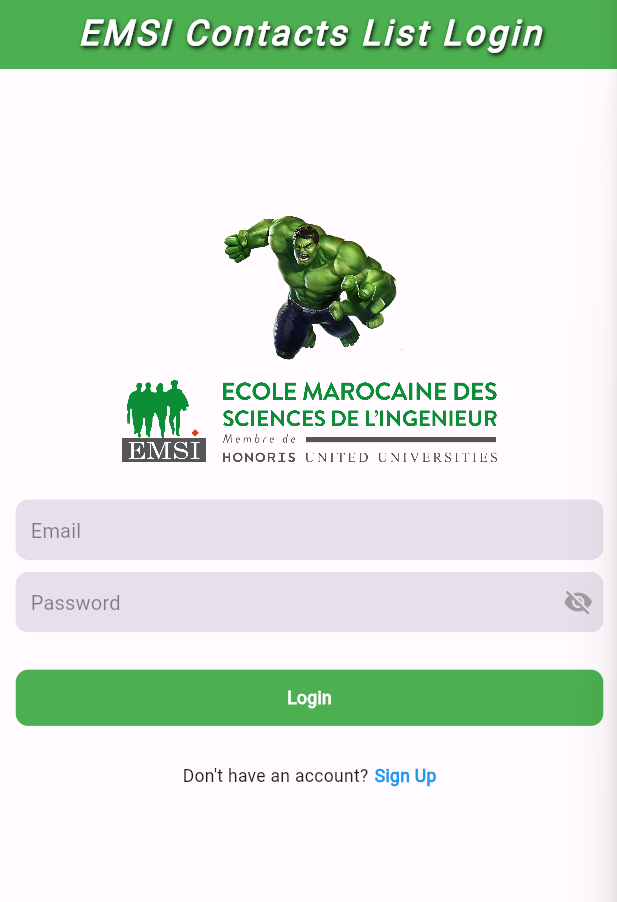 EMSI Contacts List Login
ECOLE MAROCAINE DES
SCIENCES DE L'INGENIEUR
Membre de
EMSI
HONORIS UNITED UNIVERSITIES
Email
Password
Login
Don't have an account? Sign Up